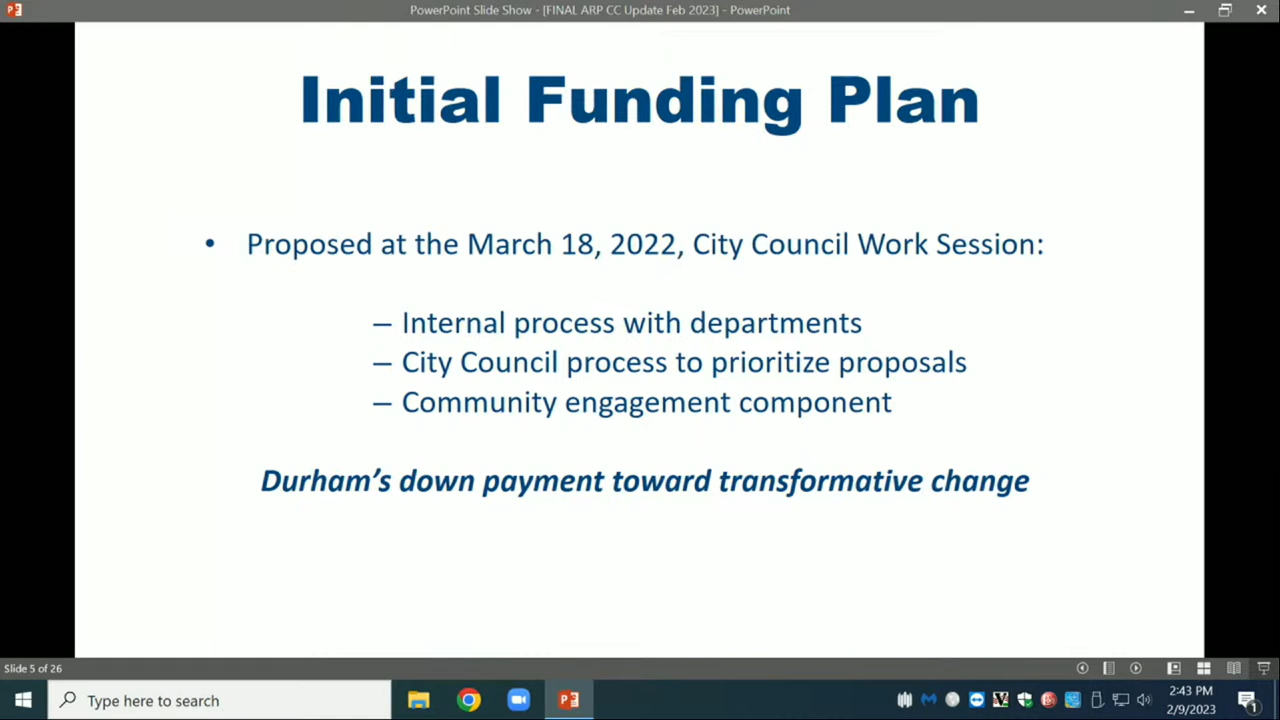 PowerPoint Slide Show - [FINAL ARP CC Update Feb 2023] - PowerPoint
Initial Funding Plan
• Proposed at the March 18, 2022, City Council Work Session:
– Internal process with departments
– City Council process to prioritize proposals
– Community engagement component
Durham’s down payment toward transformative change
Slide 5 of 26
Type here to search
2:43 PM
2/9/2023
1